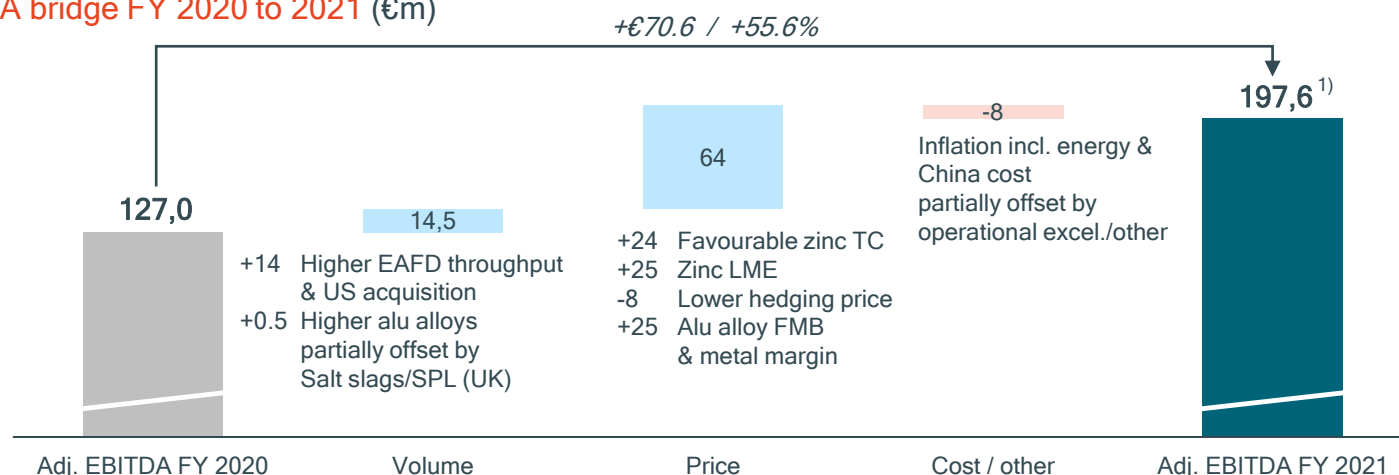 A bridge FY 2020 to 2021 (€m)
+€70.6 / +55.6%
127,0
14,5
+14 Higher EAFD throughput
& US acquisition
+0.5 Higher alu alloys
partially offset by
Salt slags/SPL (UK)
64
+24 Favourable zinc TC
+25 Zinc LME
-8 Lower hedging price
+25 Alu alloy FMB
& metal margin
-8
Inflation incl. energy &
China cost
partially offset by
operational excel./other
197,6 1)
Adj. EBITDA FY 2020
Volume
Price
Cost / other
Adj. EBITDA FY 2021